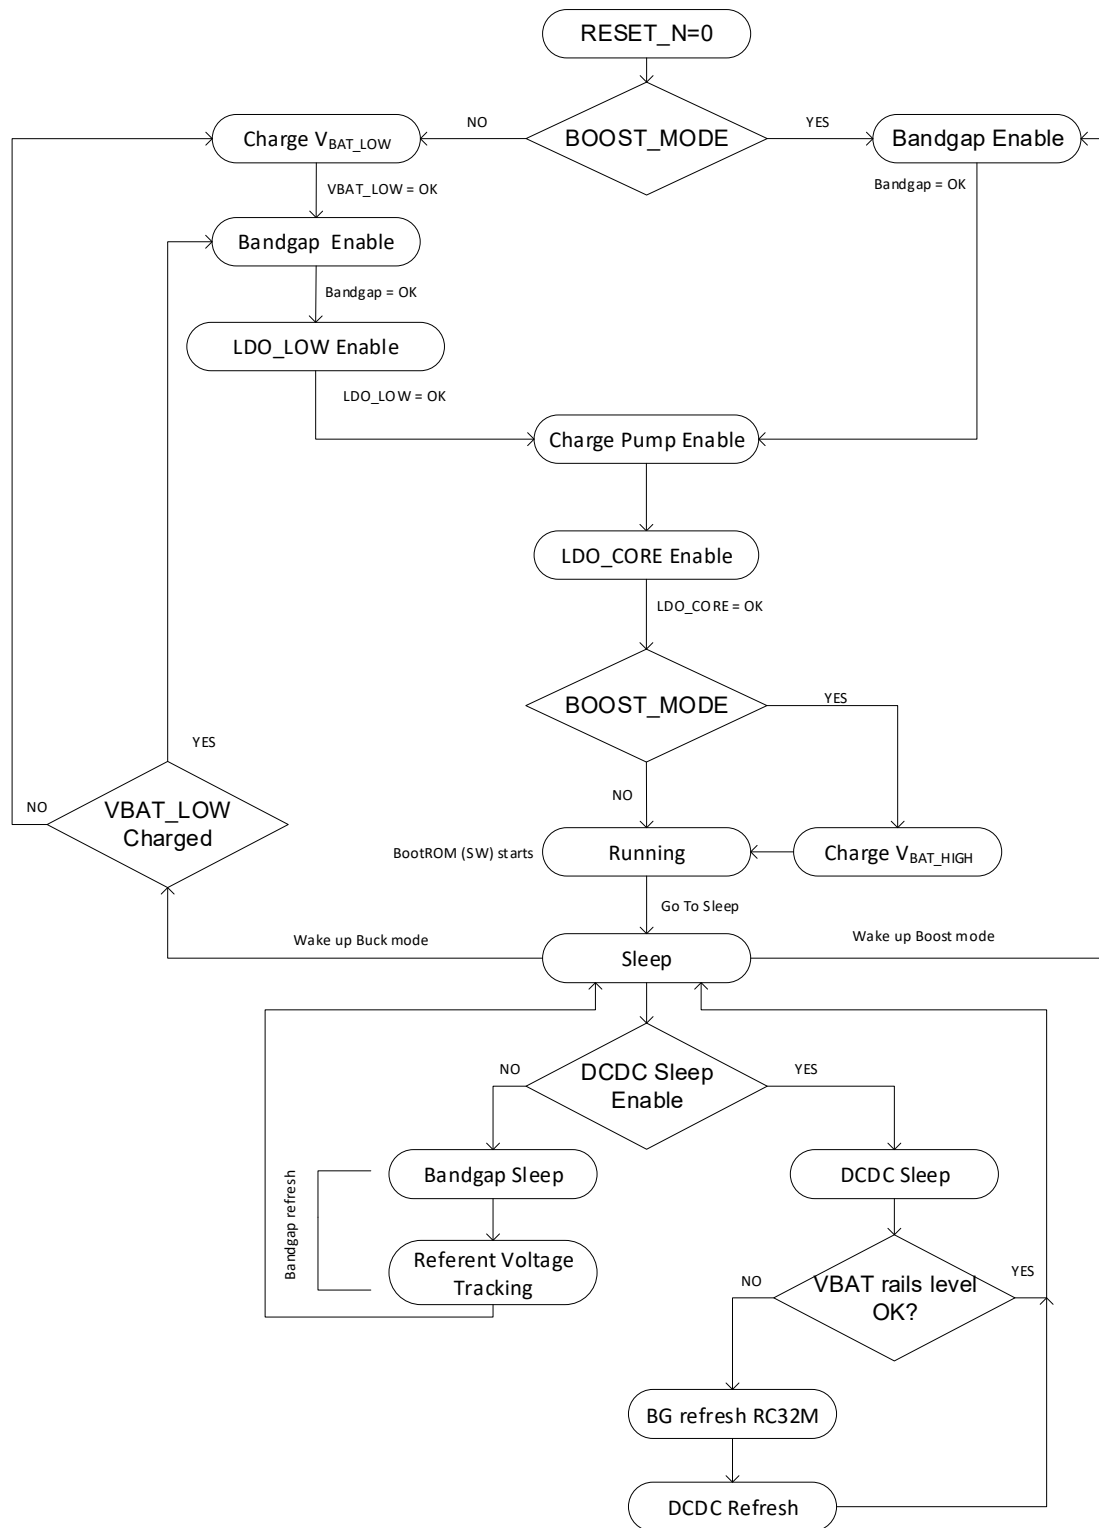 RESET_N=0
NO
BOOST_MODE
YES
Charge VBAT_LOW
Bandgap Enable
VBAT_LOW = OK
Bandgap = OK
Bandgap  Enable
Bandgap = OK
LDO_LOW Enable
LDO_LOW = OK
Charge Pump Enable
LDO_CORE Enable
LDO_CORE = OK
BOOST_MODE
YES
YES
NO
NO
VBAT_LOW
Charged
BootROM (SW) starts
Running
Charge VBAT_HIGH
Go To Sleep
Wake up Buck mode
Wake up Boost mode
Sleep
NO
DCDC Sleep
Enable
YES
Bandgap refresh
Bandgap Sleep
DCDC Sleep
Referent Voltage
Tracking
NO
VBAT rails level
OK?
YES
BG refresh RC32M
DCDC Refresh